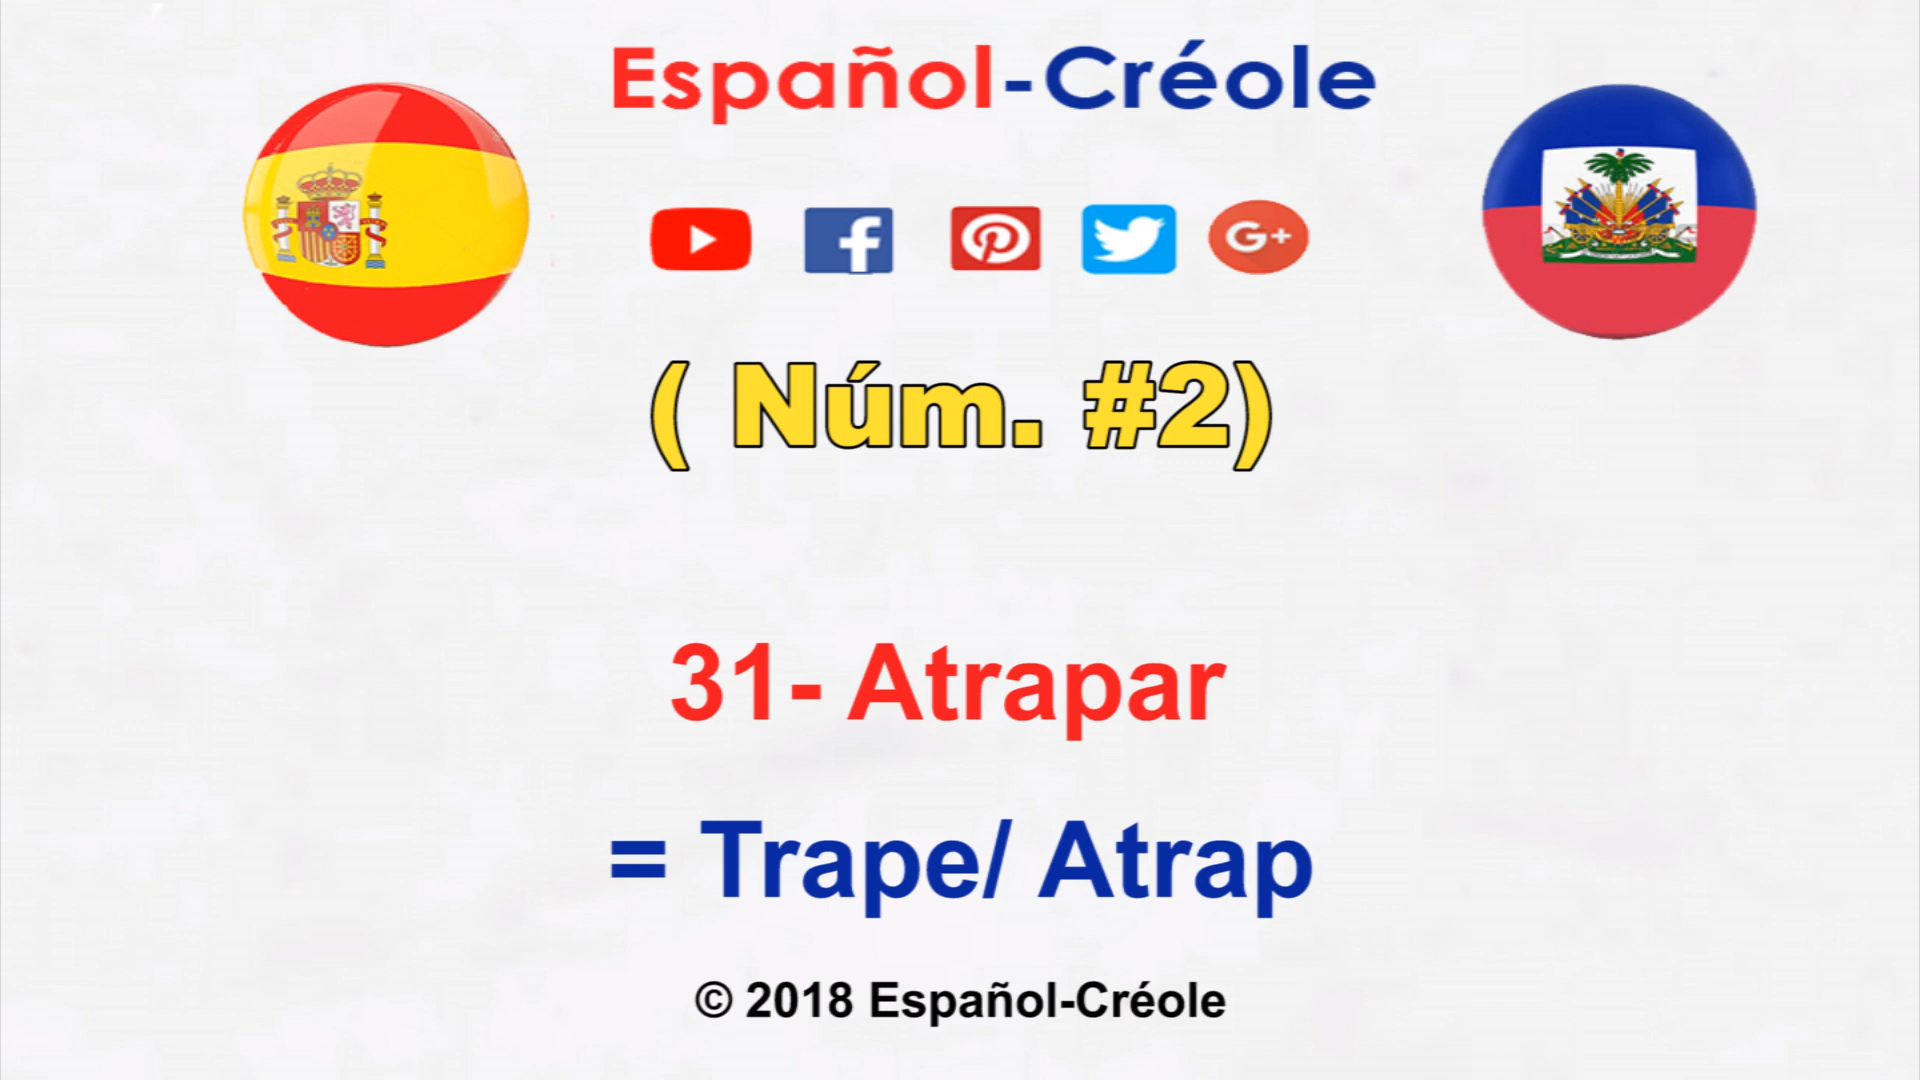 Español-Créole
G+
( Núm. #2)
31- Atrapar
= Trape/ Atrap
© 2018 Español-Créole